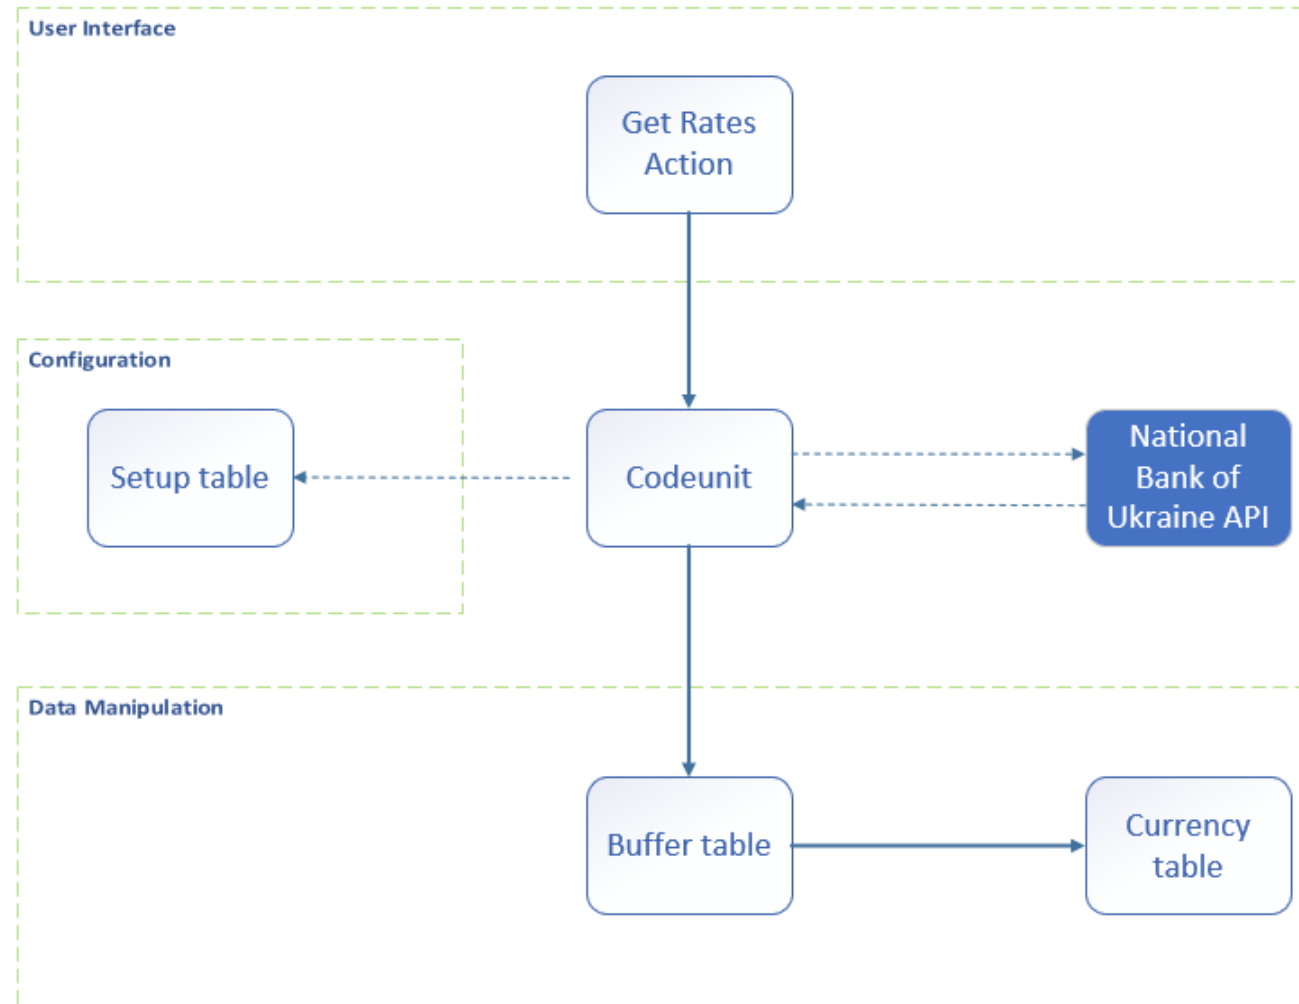 User Interface
Get Rates
Action
Configuration
Setup table
Codeunit
National
Bank of
Ukraine API
Data Manipulation
Buffer table
Currency
table